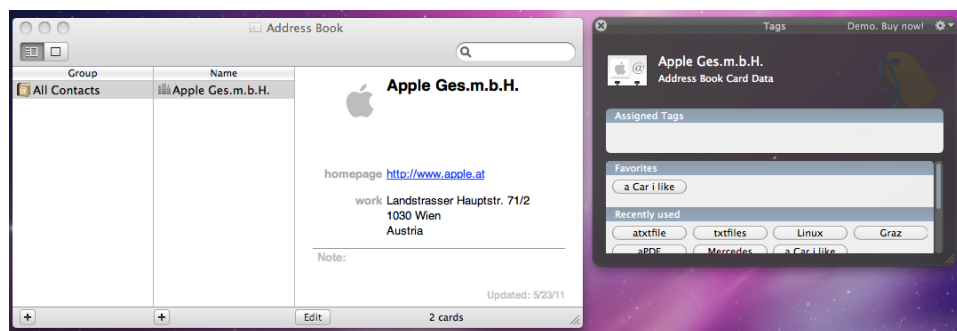 Address Book
Group
Name
All Contacts
Apple Ges.m.b.H.
Apple Ges.m.b.H.
homepage http://www.apple.at
work Landstrasser Hauptstr. 71/2
1030 Wien
Austria
Note:
Updated: 5/23/11
+
+
Edit
2 cards
Tags
Demo. Buy now!
@
Apple Ges.m.b.H.
Address Book Card Data
Assigned Tags
Favorites
a Car i like
Recently used
atxtfile txtfiles Linux Graz
aPDF Mercedes a Car i like